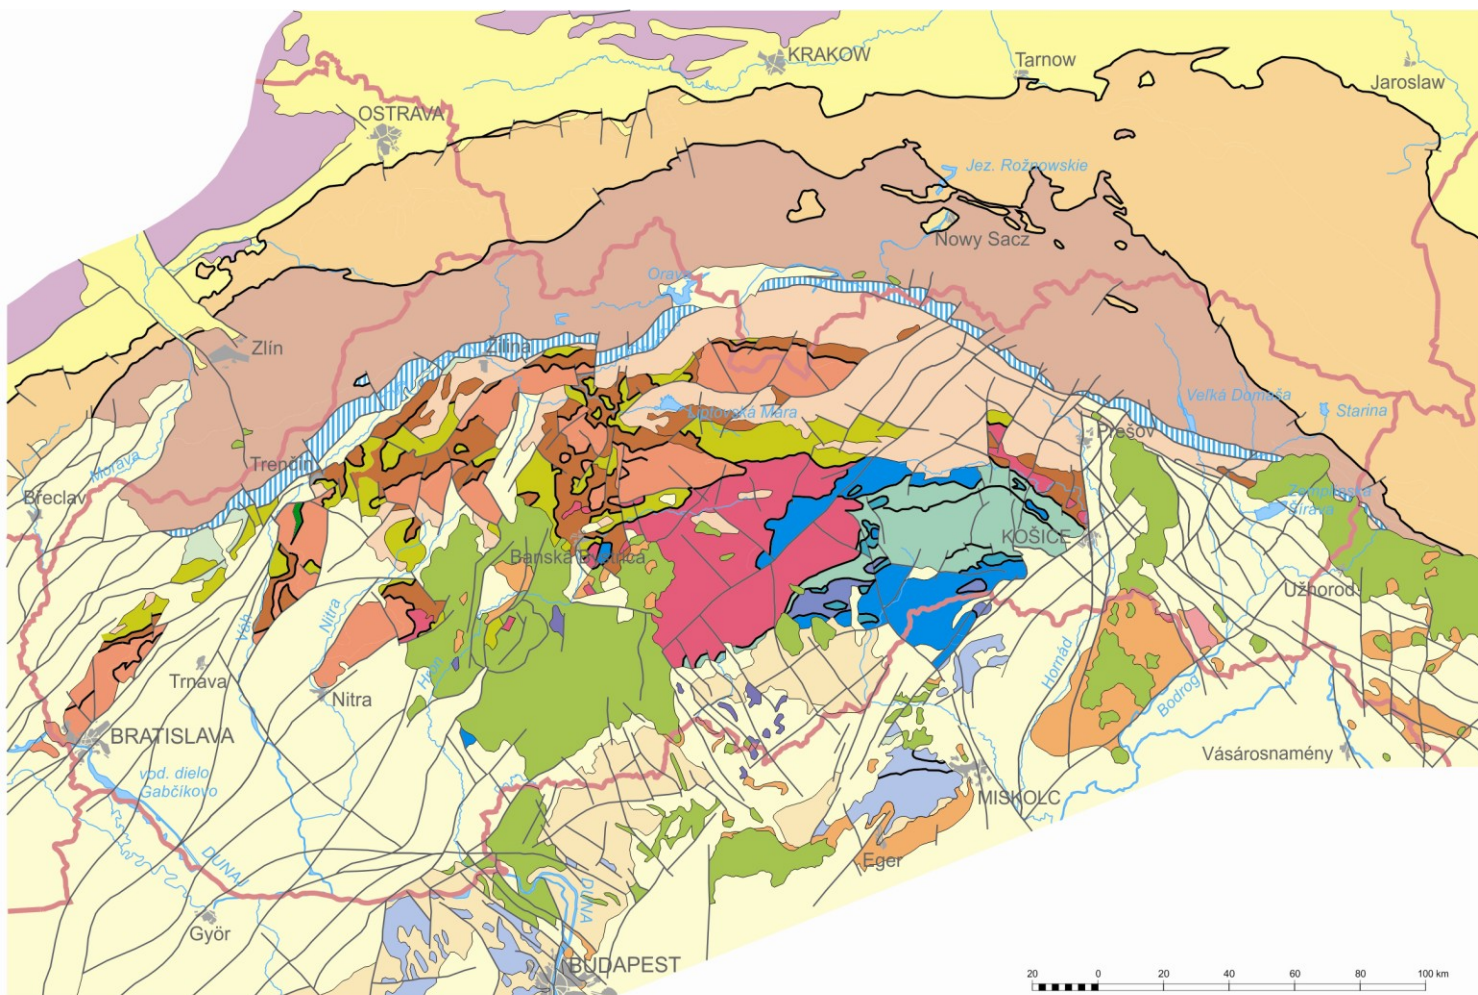 KRAKOW
Tarnow
Jaroslaw
OSTRAVA
Jez. Rożnowskie
Nowy Sacz
Orava
Zlín
Žilina
Liptovská Mara
Veľká Domaša
Starina
Prešov
Morava
Trenčín
Břeclav
Zemplínska
Šírava
KOŠICE
Banská Bystrica
Užhorod
Váh
Nitra
Hron
Hornád
Bodrog
Trnava
Nitra
BRATISLAVA
vod. dielo
Gabčíkovo
Vásárosnamény
MISKOLC
DUNAJ
Eger
DUNA
Györ
BUDAPEST
20 0 20 40 60 80 100 km